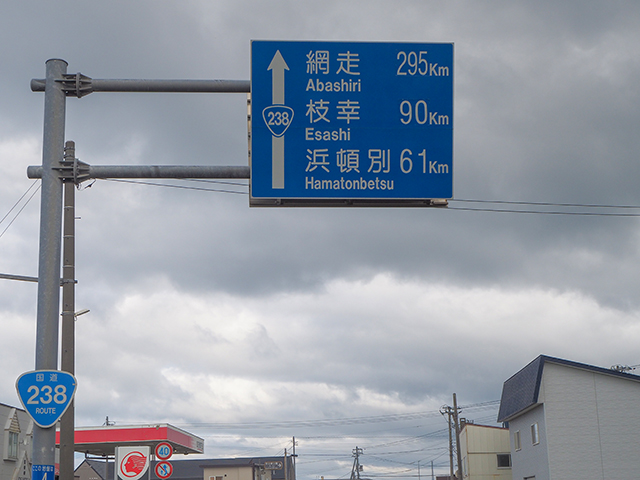 網走 295Km
Abashiri
枝幸 90Km
Esashi
238
浜頓別 61Km
Hamatonbetsu
国道
238
ROUTE
40